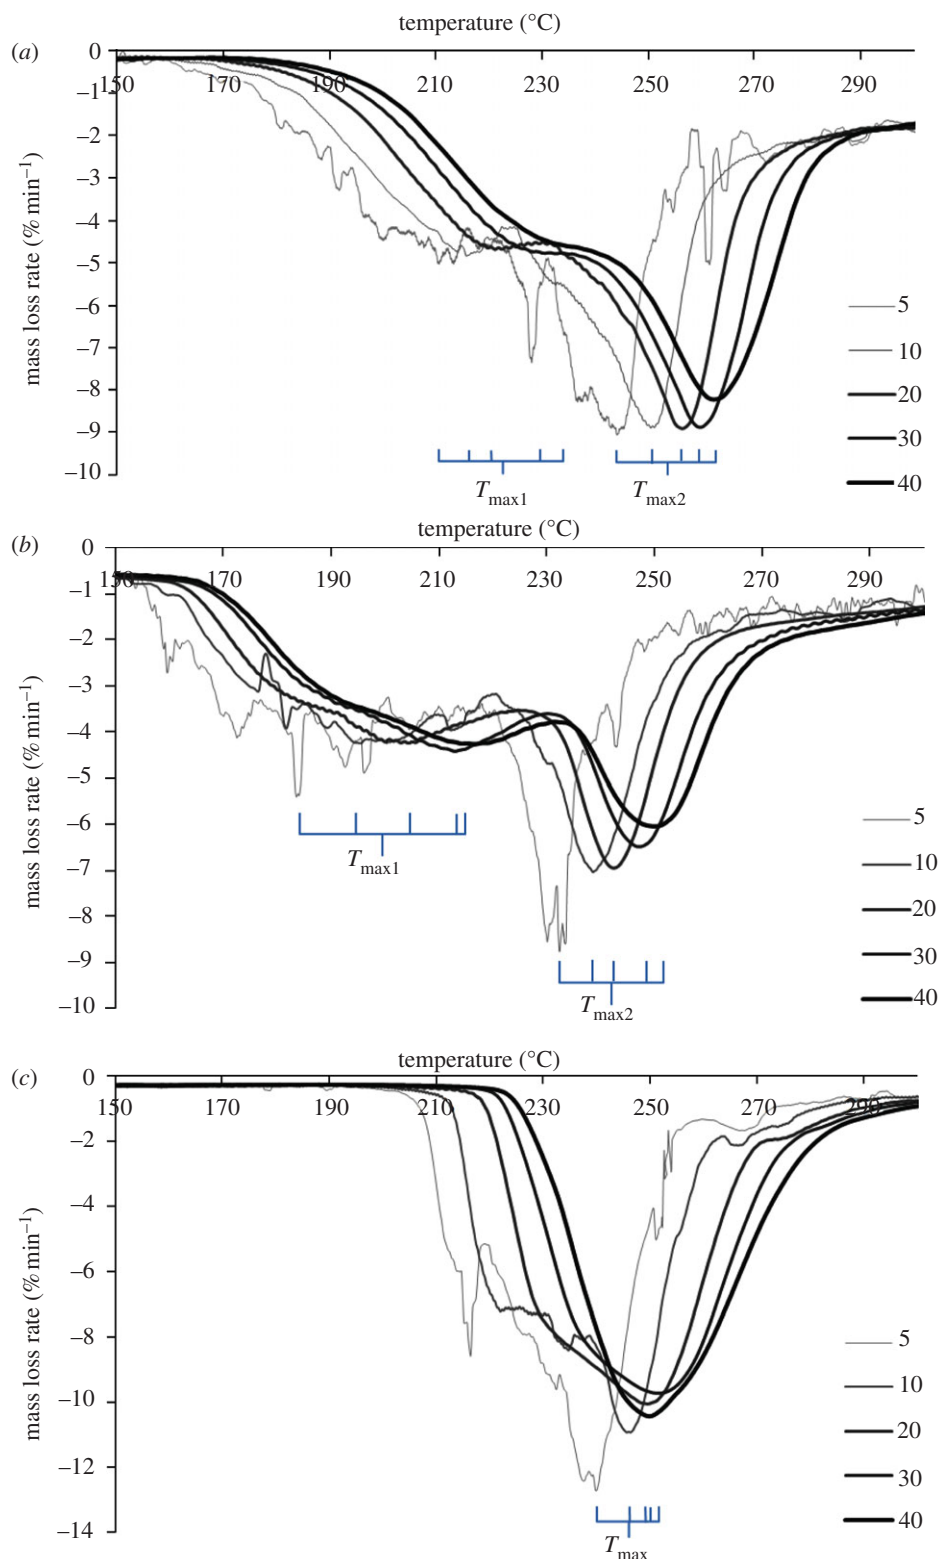 temperature (°C)
(a)
0
150 170 190 210 230 250 270 290
–1
–2
–3
–4
–5
–6
–7
–8
–9
–10
mass loss rate (% min⁻¹)
5
10
20
30
40
Tmax1 Tmax2
temperature (°C)
(b)
0
150 170 190 210 230 250 270 290
–1
–2
–3
–4
–5
–6
–7
–8
–9
–10
mass loss rate (% min⁻¹)
5
10
20
30
40
Tmax1
Tmax2
temperature (°C)
(c)
0
150 170 190 210 230 250 270 290
–2
–4
–6
–8
–10
–12
–14
mass loss rate (% min⁻¹)
5
10
20
30
40
Tmax